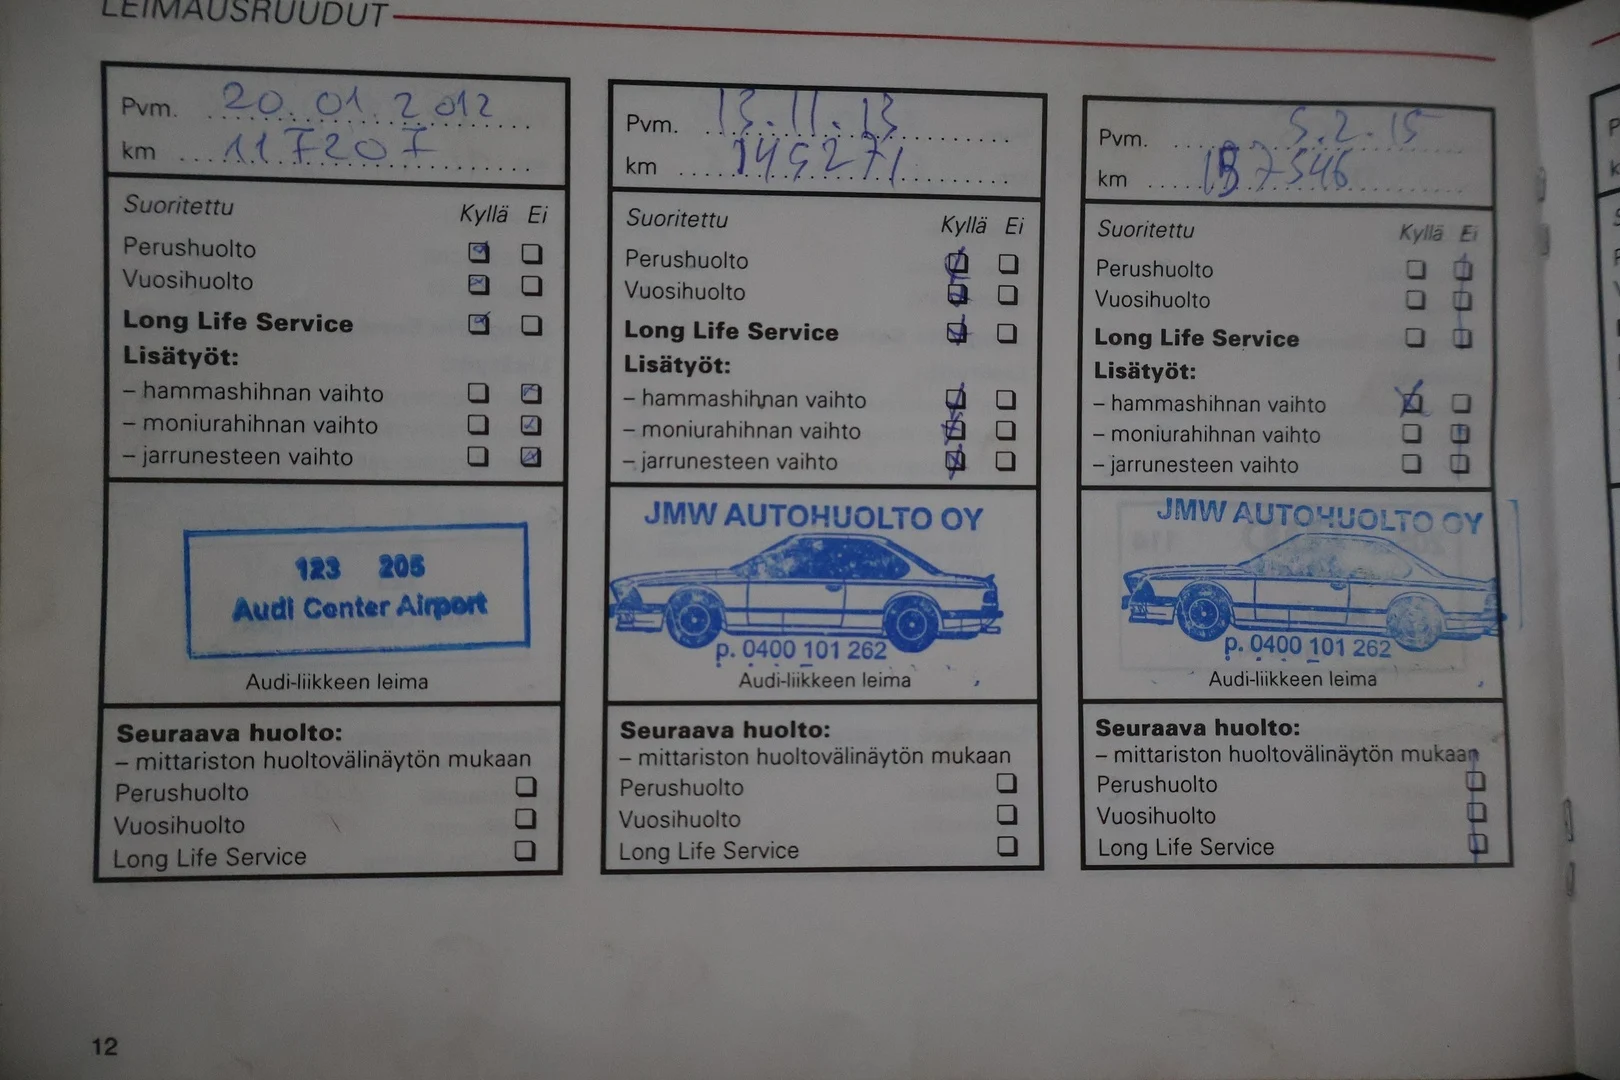 LEIMAUSRUUDUT
Pvm. 20.01.2012
km 117207
Suoritettu Kyllä Ei
Perushuolto
Vuosihuolto
Long Life Service
Lisätyöt:
– hammashihnan vaihto
– moniurahihnan vaihto
– jarrunesteen vaihto
123 205
Audi Center Airport
Audi-liikkeen leima
Seuraava huolto:
– mittariston huoltovälinäytön mukaan
Perushuolto
Vuosihuolto
Long Life Service
Pvm. 13.11.13
km 149271
Suoritettu Kyllä Ei
Perushuolto
Vuosihuolto
Long Life Service
Lisätyöt:
– hammashihnan vaihto
– moniurahihnan vaihto
– jarrunesteen vaihto
JMW AUTOHUOLTO OY
p. 0400 101 262
Audi-liikkeen leima
Seuraava huolto:
– mittariston huoltovälinäytön mukaan
Perushuolto
Vuosihuolto
Long Life Service
Pvm. 5.2.15
km
Suoritettu Kyllä Ei
Perushuolto
Vuosihuolto
Long Life Service
Lisätyöt:
– hammashihnan vaihto
– moniurahihnan vaihto
– jarrunesteen vaihto
JMW AUTOHUOLTO OY
p. 0400 101 262
Audi-liikkeen leima
Seuraava huolto:
– mittariston huoltovälinäytön mukaan
Perushuolto
Vuosihuolto
Long Life Service
12